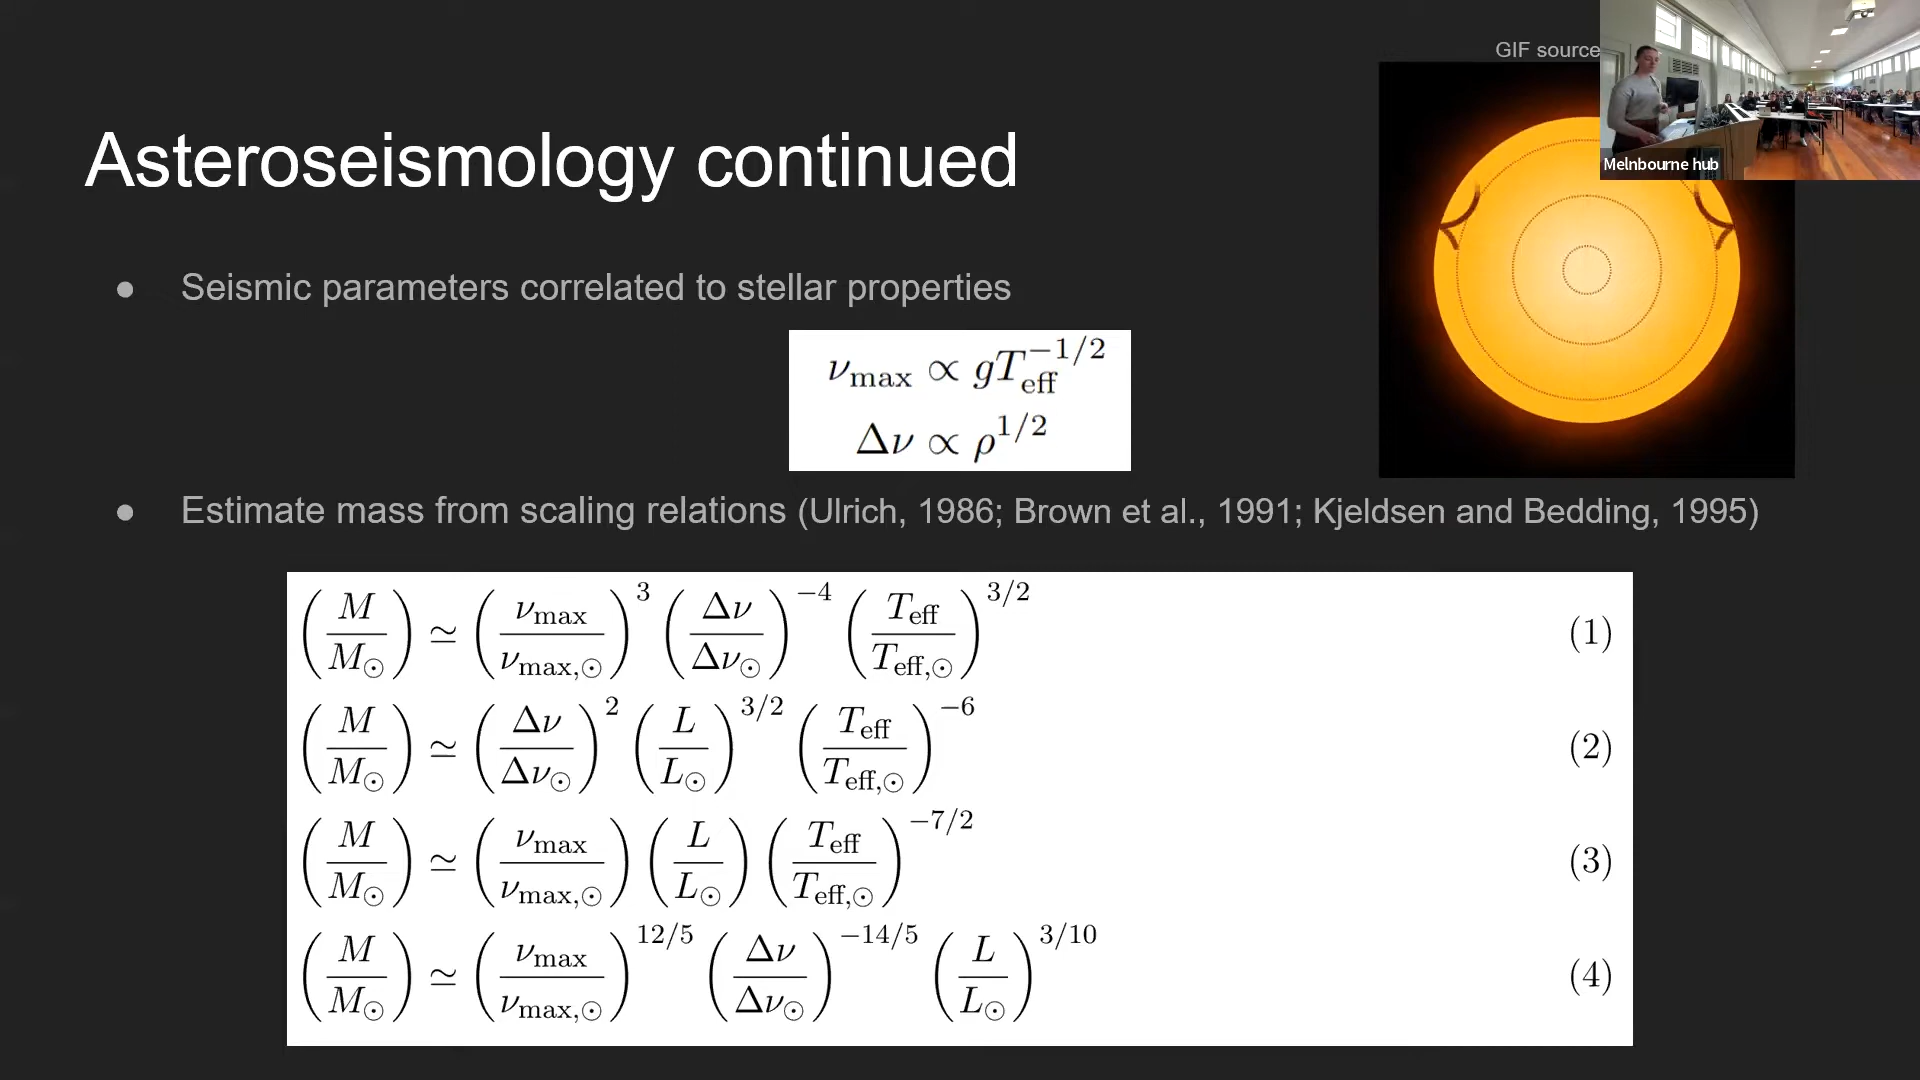 GIF source
Melnbourne hub
Asteroseismology continued
● Seismic parameters correlated to stellar properties
ν_max ∝ gT_eff^{-1/2}
Δν ∝ ρ^{1/2}
● Estimate mass from scaling relations (Ulrich, 1986; Brown et al., 1991; Kjeldsen and Bedding, 1995)
(M/M_⊙) ≃ (ν_max/ν_max,⊙)^3 (Δν/Δν_⊙)^{-4} (T_eff/T_eff,⊙)^{3/2} (1)
(M/M_⊙) ≃ (Δν/Δν_⊙)^2 (L/L_⊙)^{3/2} (T_eff/T_eff,⊙)^{-6} (2)
(M/M_⊙) ≃ (ν_max/ν_max,⊙) (L/L_⊙) (T_eff/T_eff,⊙)^{-7/2} (3)
(M/M_⊙) ≃ (ν_max/ν_max,⊙)^{12/5} (Δν/Δν_⊙)^{-14/5} (L/L_⊙)^{3/10} (4)